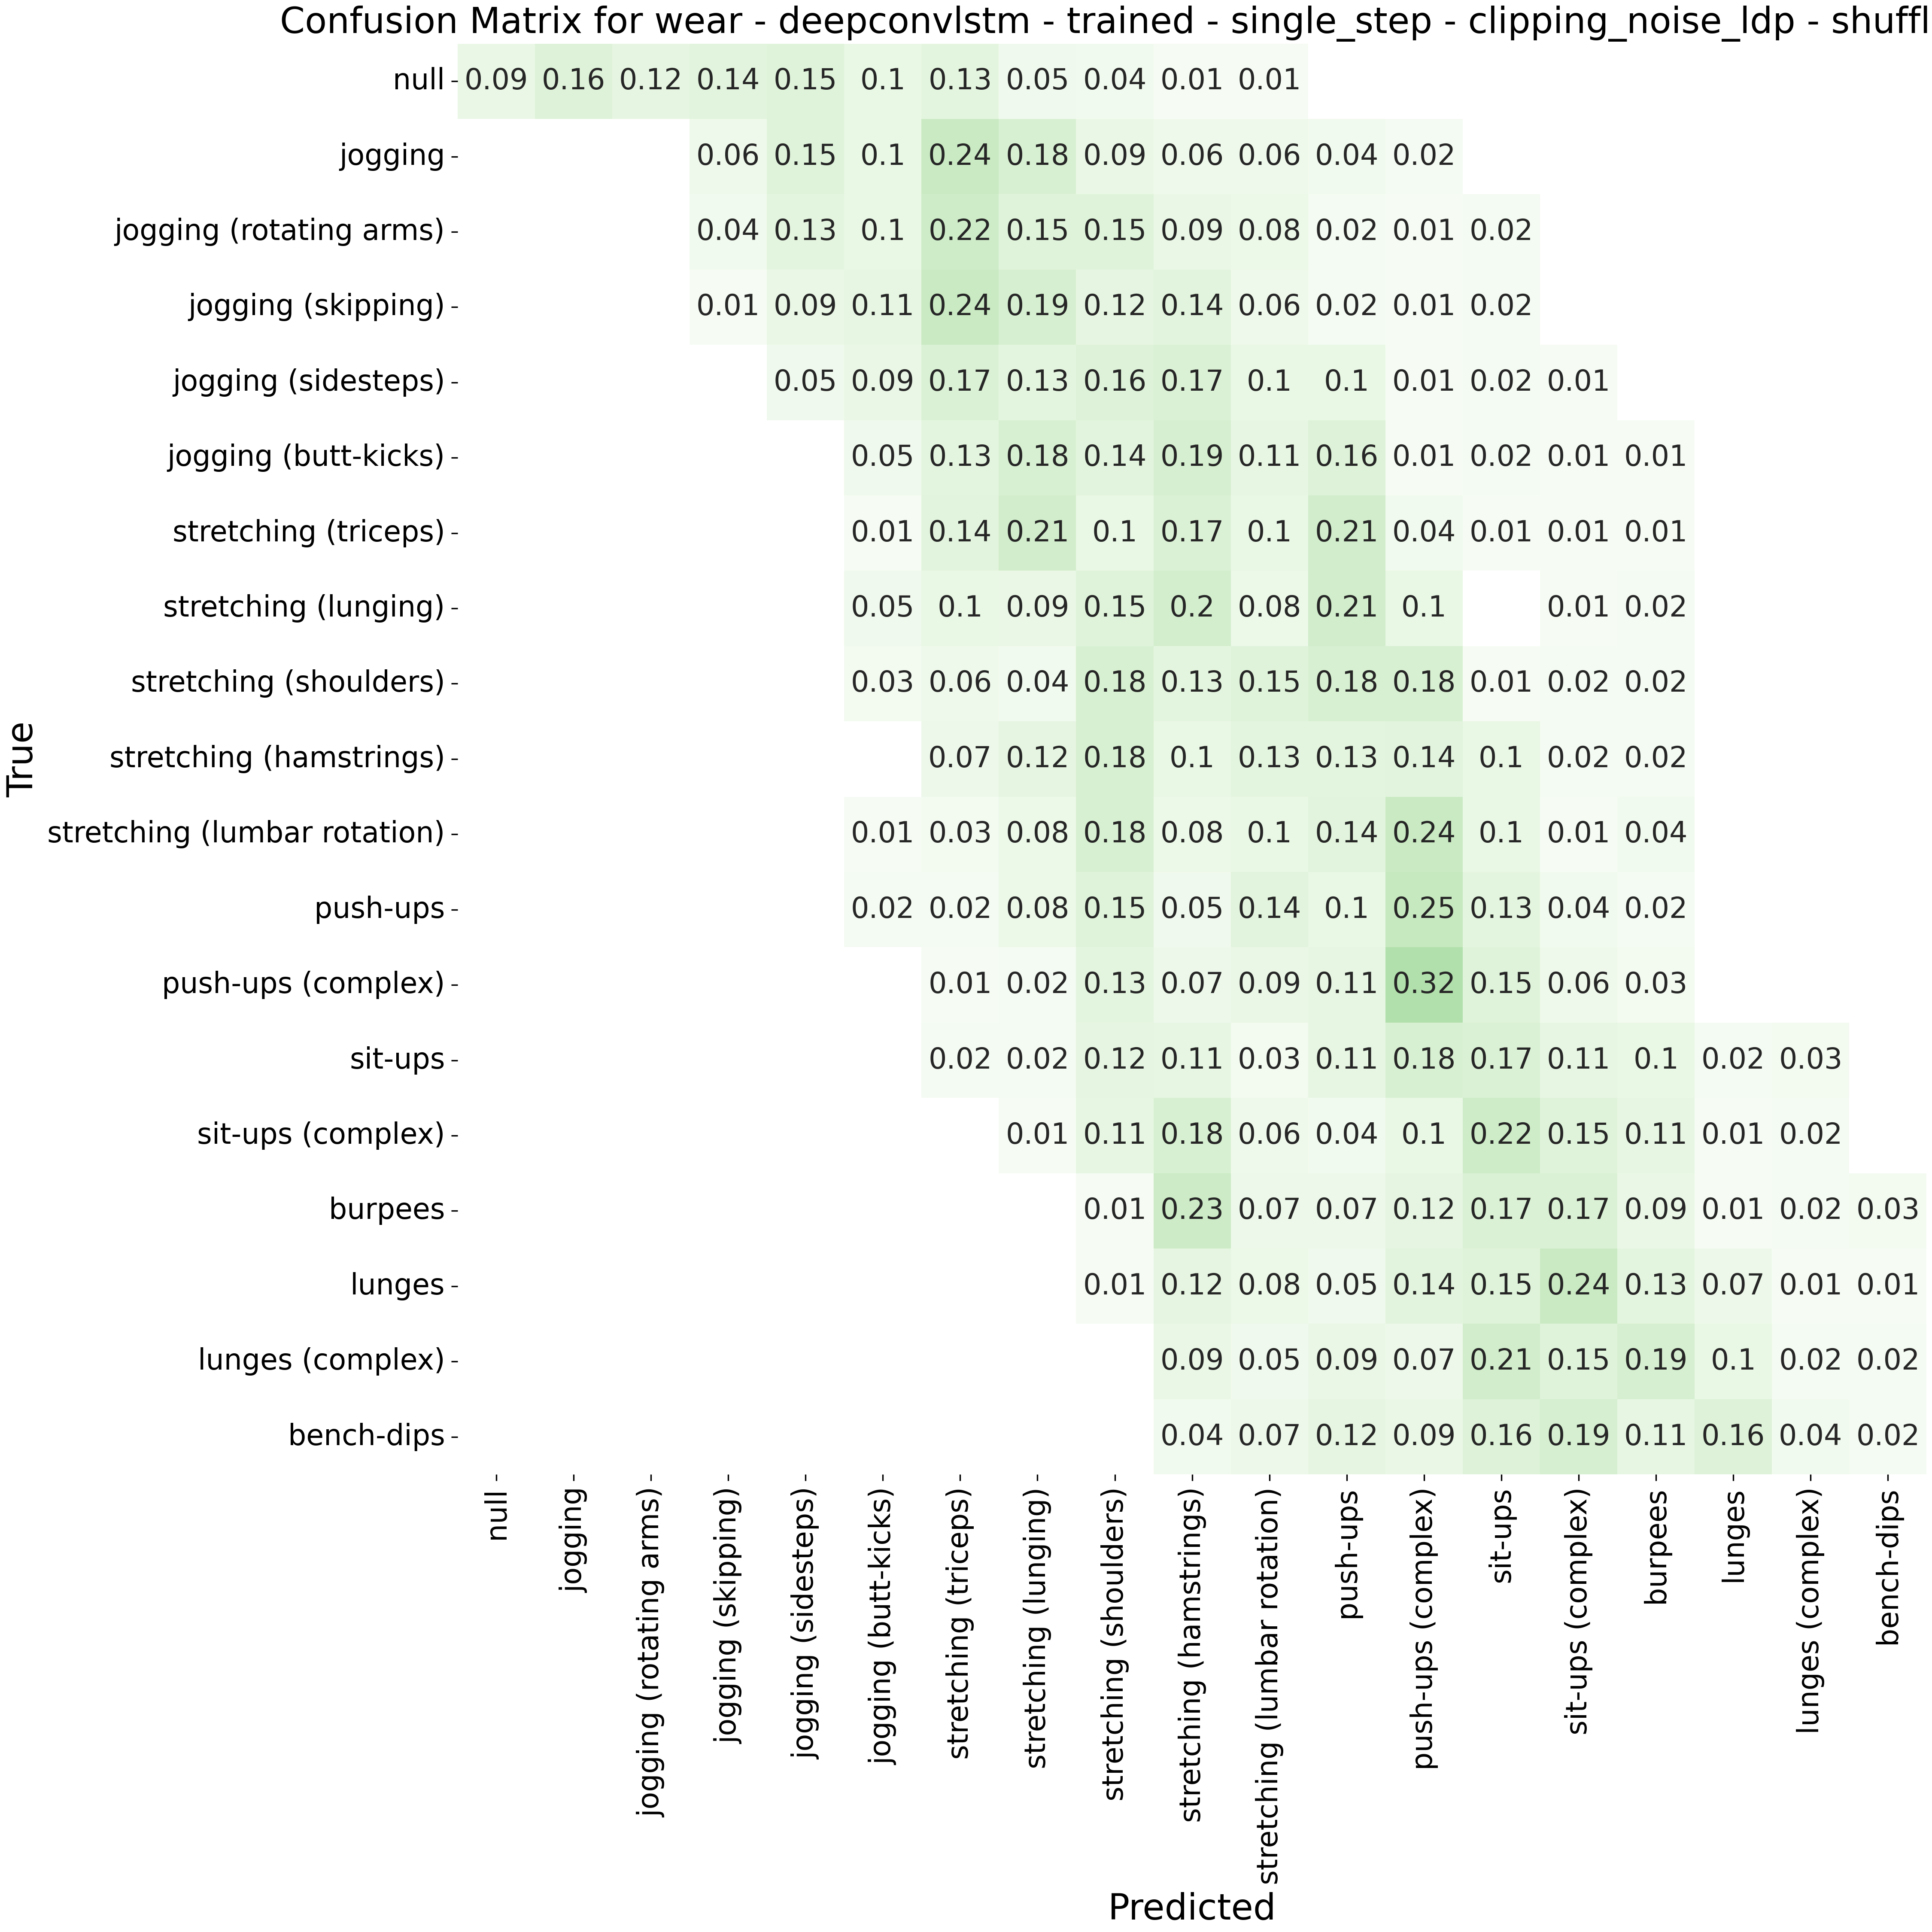 Confusion Matrix for wear - deepconvlstm - trained - single_step - clipping_noise_ldp - shuffl
null 0.09 0.16 0.12 0.14 0.15 0.1 0.13 0.05 0.04 0.01 0.01
jogging 0.06 0.15 0.1 0.24 0.18 0.09 0.06 0.06 0.04 0.02
jogging (rotating arms) 0.04 0.13 0.1 0.22 0.15 0.15 0.09 0.08 0.02 0.01 0.02
jogging (skipping) 0.01 0.09 0.11 0.24 0.19 0.12 0.14 0.06 0.02 0.01 0.02
jogging (sidesteps) 0.05 0.09 0.17 0.13 0.16 0.17 0.1 0.1 0.01 0.02 0.01
jogging (butt-kicks) 0.05 0.13 0.18 0.14 0.19 0.11 0.16 0.01 0.02 0.01 0.01
stretching (triceps) 0.01 0.14 0.21 0.1 0.17 0.1 0.21 0.04 0.01 0.01 0.01
stretching (lunging) 0.05 0.1 0.09 0.15 0.2 0.08 0.21 0.1 0.01 0.02
stretching (shoulders) 0.03 0.06 0.04 0.18 0.13 0.15 0.18 0.18 0.01 0.02 0.02
stretching (hamstrings) 0.07 0.12 0.18 0.1 0.13 0.13 0.14 0.1 0.02 0.02
stretching (lumbar rotation) 0.01 0.03 0.08 0.18 0.08 0.1 0.14 0.24 0.1 0.01 0.04
push-ups 0.02 0.02 0.08 0.15 0.05 0.14 0.1 0.25 0.13 0.04 0.02
push-ups (complex) 0.01 0.02 0.13 0.07 0.09 0.11 0.32 0.15 0.06 0.03
sit-ups 0.02 0.02 0.12 0.11 0.03 0.11 0.18 0.17 0.11 0.1 0.02 0.03
sit-ups (complex) 0.01 0.11 0.18 0.06 0.04 0.1 0.22 0.15 0.11 0.01 0.02
burpees 0.01 0.23 0.07 0.07 0.12 0.17 0.17 0.09 0.01 0.02 0.03
lunges 0.01 0.12 0.08 0.05 0.14 0.15 0.24 0.13 0.07 0.01 0.01
lunges (complex) 0.09 0.05 0.09 0.07 0.21 0.15 0.19 0.1 0.02 0.02
bench-dips 0.04 0.07 0.12 0.09 0.16 0.19 0.11 0.16 0.04 0.02
True
null
jogging
jogging (rotating arms)
jogging (skipping)
jogging (sidesteps)
jogging (butt-kicks)
stretching (triceps)
stretching (lunging)
stretching (shoulders)
stretching (hamstrings)
stretching (lumbar rotation)
push-ups
push-ups (complex)
sit-ups
sit-ups (complex)
burpees
lunges
lunges (complex)
bench-dips
Predicted